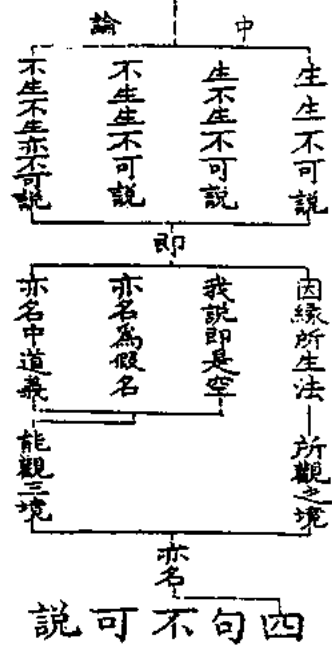 中論
生生不可說
生不生不可說
不生生不可說
不生不生亦不可說
即
因緣所生法
所觀之境
我說即是空
亦名為假名
亦名中道義
能觀三境
亦名
四句不可說